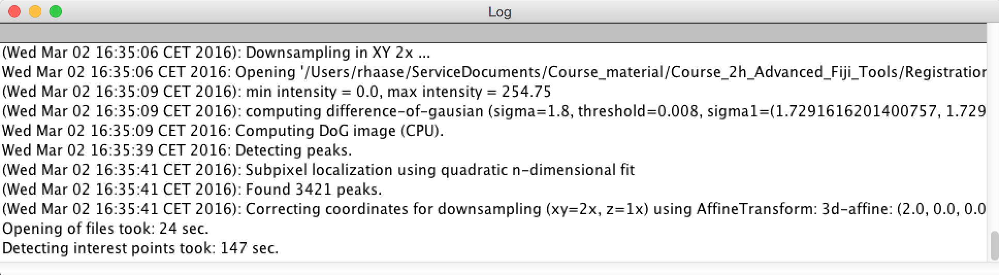 Log
(Wed Mar 02 16:35:06 CET 2016): Downsampling in XY 2x ...
Wed Mar 02 16:35:06 CET 2016: Opening '/Users/rhaase/ServiceDocuments/Course_material/Course_2h_Advanced_Fiji_Tools/Registration
(Wed Mar 02 16:35:09 CET 2016): min intensity = 0.0, max intensity = 254.75
(Wed Mar 02 16:35:09 CET 2016): computing difference-of-gausian (sigma=1.8, threshold=0.008, sigma1=(1.7291616201400757, 1.729
Wed Mar 02 16:35:09 CET 2016: Computing DoG image (CPU).
Wed Mar 02 16:35:39 CET 2016: Detecting peaks.
(Wed Mar 02 16:35:41 CET 2016): Subpixel localization using quadratic n-dimensional fit
(Wed Mar 02 16:35:41 CET 2016): Found 3421 peaks.
(Wed Mar 02 16:35:41 CET 2016): Correcting coordinates for downsampling (xy=2x, z=1x) using AffineTransform: 3d-affine: (2.0, 0.0, 0.0
Opening of files took: 24 sec.
Detecting interest points took: 147 sec.